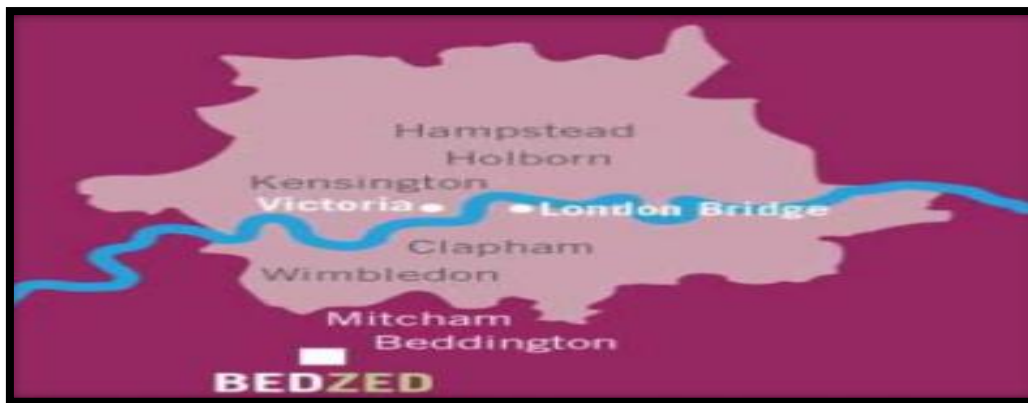 Hampstead
Holborn
Kensington
Victoria
London Bridge
Clapham
Wimbledon
Mitcham
Beddington
BEDZED